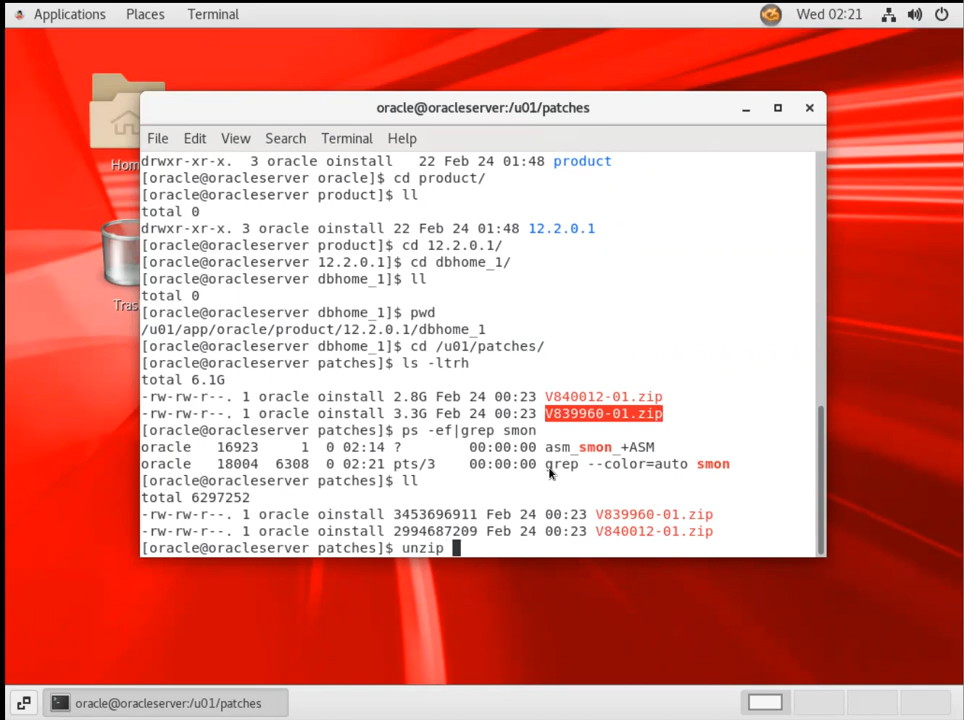 Applications Places Terminal Wed 02:21
oracle@oracleserver:/u01/patches
File Edit View Search Terminal Help
Hom
Tras
drwxr-xr-x. 3 oracle oinstall 22 Feb 24 01:48 product
[oracle@oracleserver oracle]$ cd product/
[oracle@oracleserver product]$ ll
total 0
drwxr-xr-x. 3 oracle oinstall 22 Feb 24 01:48 12.2.0.1
[oracle@oracleserver product]$ cd 12.2.0.1/
[oracle@oracleserver 12.2.0.1]$ cd dbhome_1/
[oracle@oracleserver dbhome_1]$ ll
total 0
[oracle@oracleserver dbhome_1]$ pwd
/u01/app/oracle/product/12.2.0.1/dbhome_1
[oracle@oracleserver dbhome_1]$ cd /u01/patches/
[oracle@oracleserver patches]$ ls -ltrh
total 6.1G
-rw-rw-r--. 1 oracle oinstall 2.8G Feb 24 00:23 V840012-01.zip
-rw-rw-r--. 1 oracle oinstall 3.3G Feb 24 00:23 V839960-01.zip
[oracle@oracleserver patches]$ ps -ef|grep smon
oracle 16923 1 0 02:14 ? 00:00:00 asm_smon_+ASM
oracle 18004 6308 0 02:21 pts/3 00:00:00 grep --color=auto smon
[oracle@oracleserver patches]$ ll
total 6297252
-rw-rw-r--. 1 oracle oinstall 3453696911 Feb 24 00:23 V839960-01.zip
-rw-rw-r--. 1 oracle oinstall 2994687209 Feb 24 00:23 V840012-01.zip
[oracle@oracleserver patches]$ unzip
oracle@oracleserver:/u01/patches